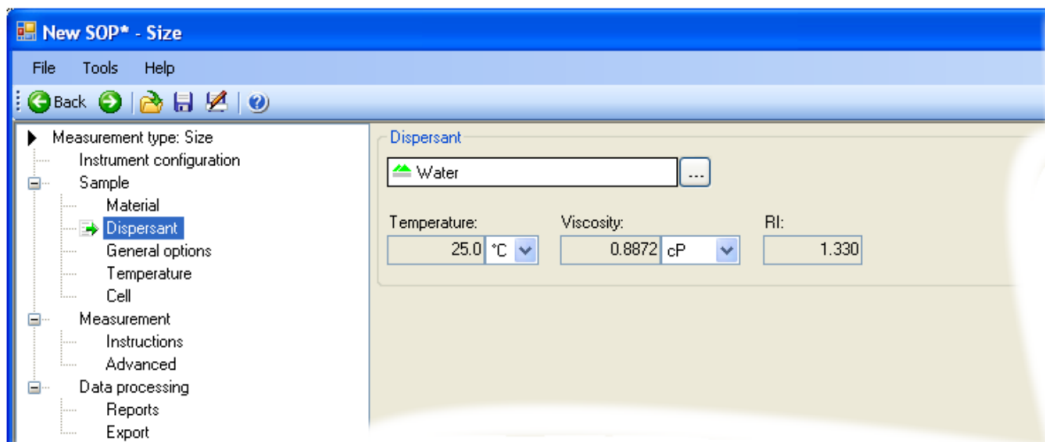 New SOP* - Size
File Tools Help
Back
Measurement type: Size
Instrument configuration
Sample
Material
Dispersant
General options
Temperature
Cell
Measurement
Instructions
Advanced
Data processing
Reports
Export
Dispersant
Water ...
Temperature: Viscosity: RI:
25.0 °C 0.8872 cP 1.330